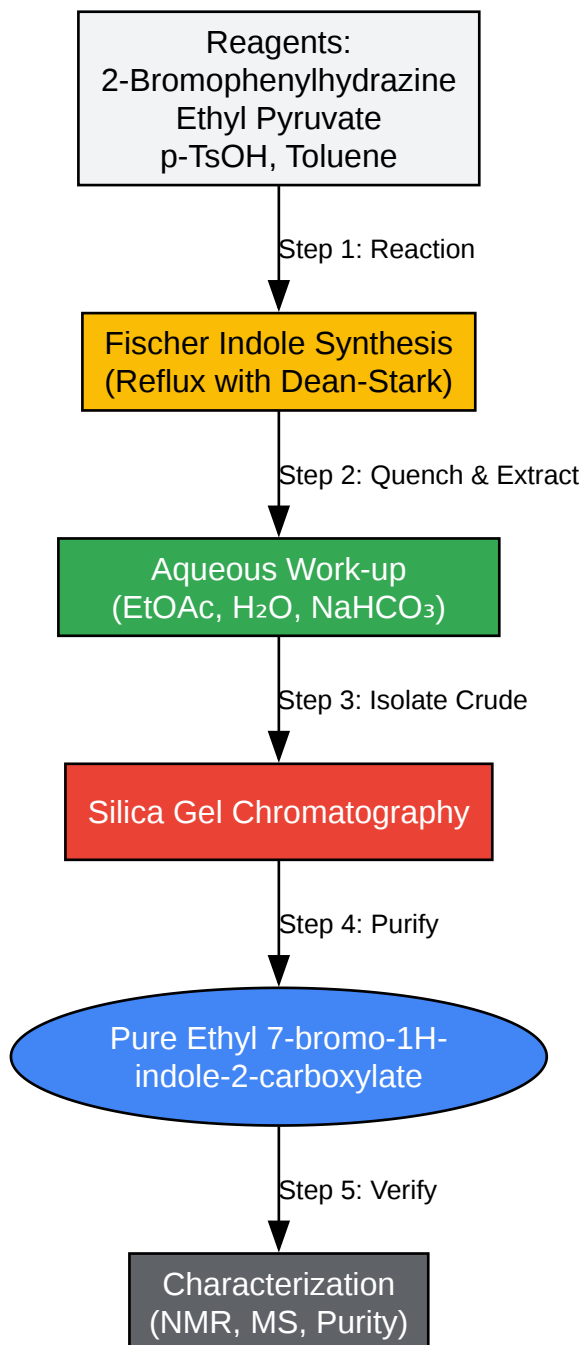 Reagents:
2-Bromophenylhydrazine
Ethyl Pyruvate
p-TsOH, Toluene
Step 1: Reaction
Fischer Indole Synthesis
(Reflux with Dean-Stark)
Step 2: Quench & Extract
Aqueous Work-up
(EtOAc, H₂O, NaHCO₃)
Step 3: Isolate Crude
Silica Gel Chromatography
Step 4: Purify
Pure Ethyl 7-bromo-1H-
indole-2-carboxylate
Step 5: Verify
Characterization
(NMR, MS, Purity)